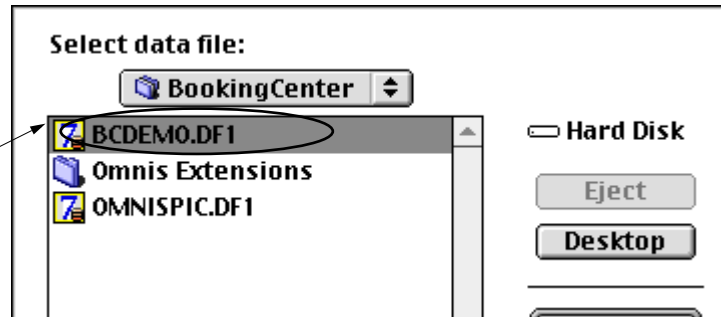 Select data file:
BookingCenter
BCDEMO.DF1
Hard Disk
Omnis Extensions
Eject
OMNISPIC.DF1
Desktop